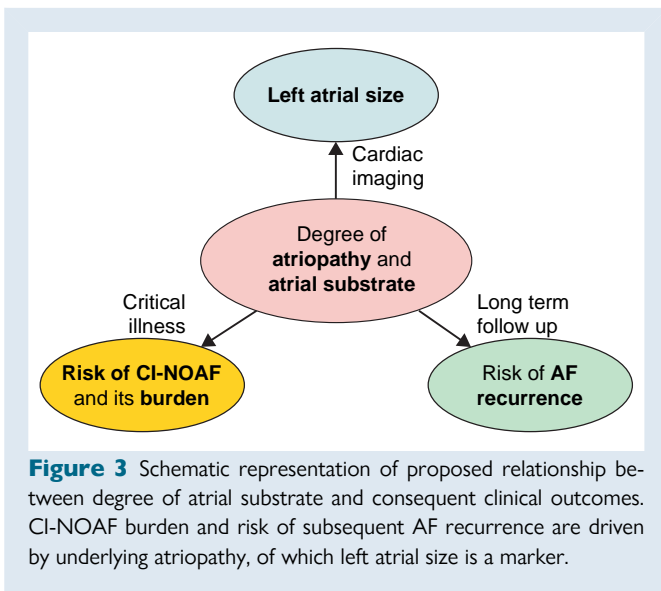 Left atrial size
Cardiac
imaging
Degree of
atriopathy and
atrial substrate
Critical
illness
Long term
follow up
Risk of CI-NOAF
and its burden
Risk of AF
recurrence
Figure 3 Schematic representation of proposed relationship be-
tween degree of atrial substrate and consequent clinical outcomes.
CI-NOAF burden and risk of subsequent AF recurrence are driven
by underlying atriopathy, of which left atrial size is a marker.